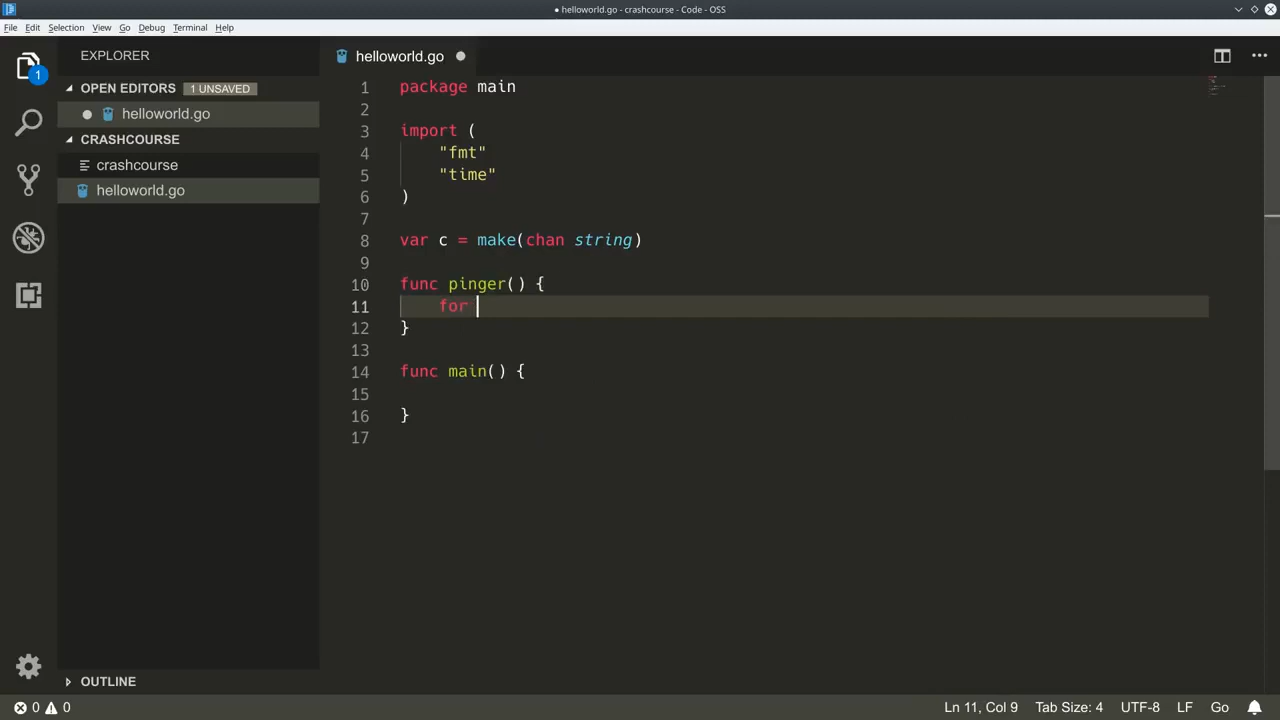 helloworld.go - crashcourse - Code - OSS
File Edit Selection View Go Debug Terminal Help
EXPLORER
helloworld.go
1
OPEN EDITORS 1 UNSAVED
helloworld.go
CRASHCOURSE
crashcourse
helloworld.go
1 package main
2
3 import (
4 "fmt"
5 "time"
6 )
7
8 var c = make(chan string)
9
10 func pinger() {
11 for
12 }
13
14 func main() {
15
16 }
17
OUTLINE
0 0 Ln 11, Col 9 Tab Size: 4 UTF-8 LF Go